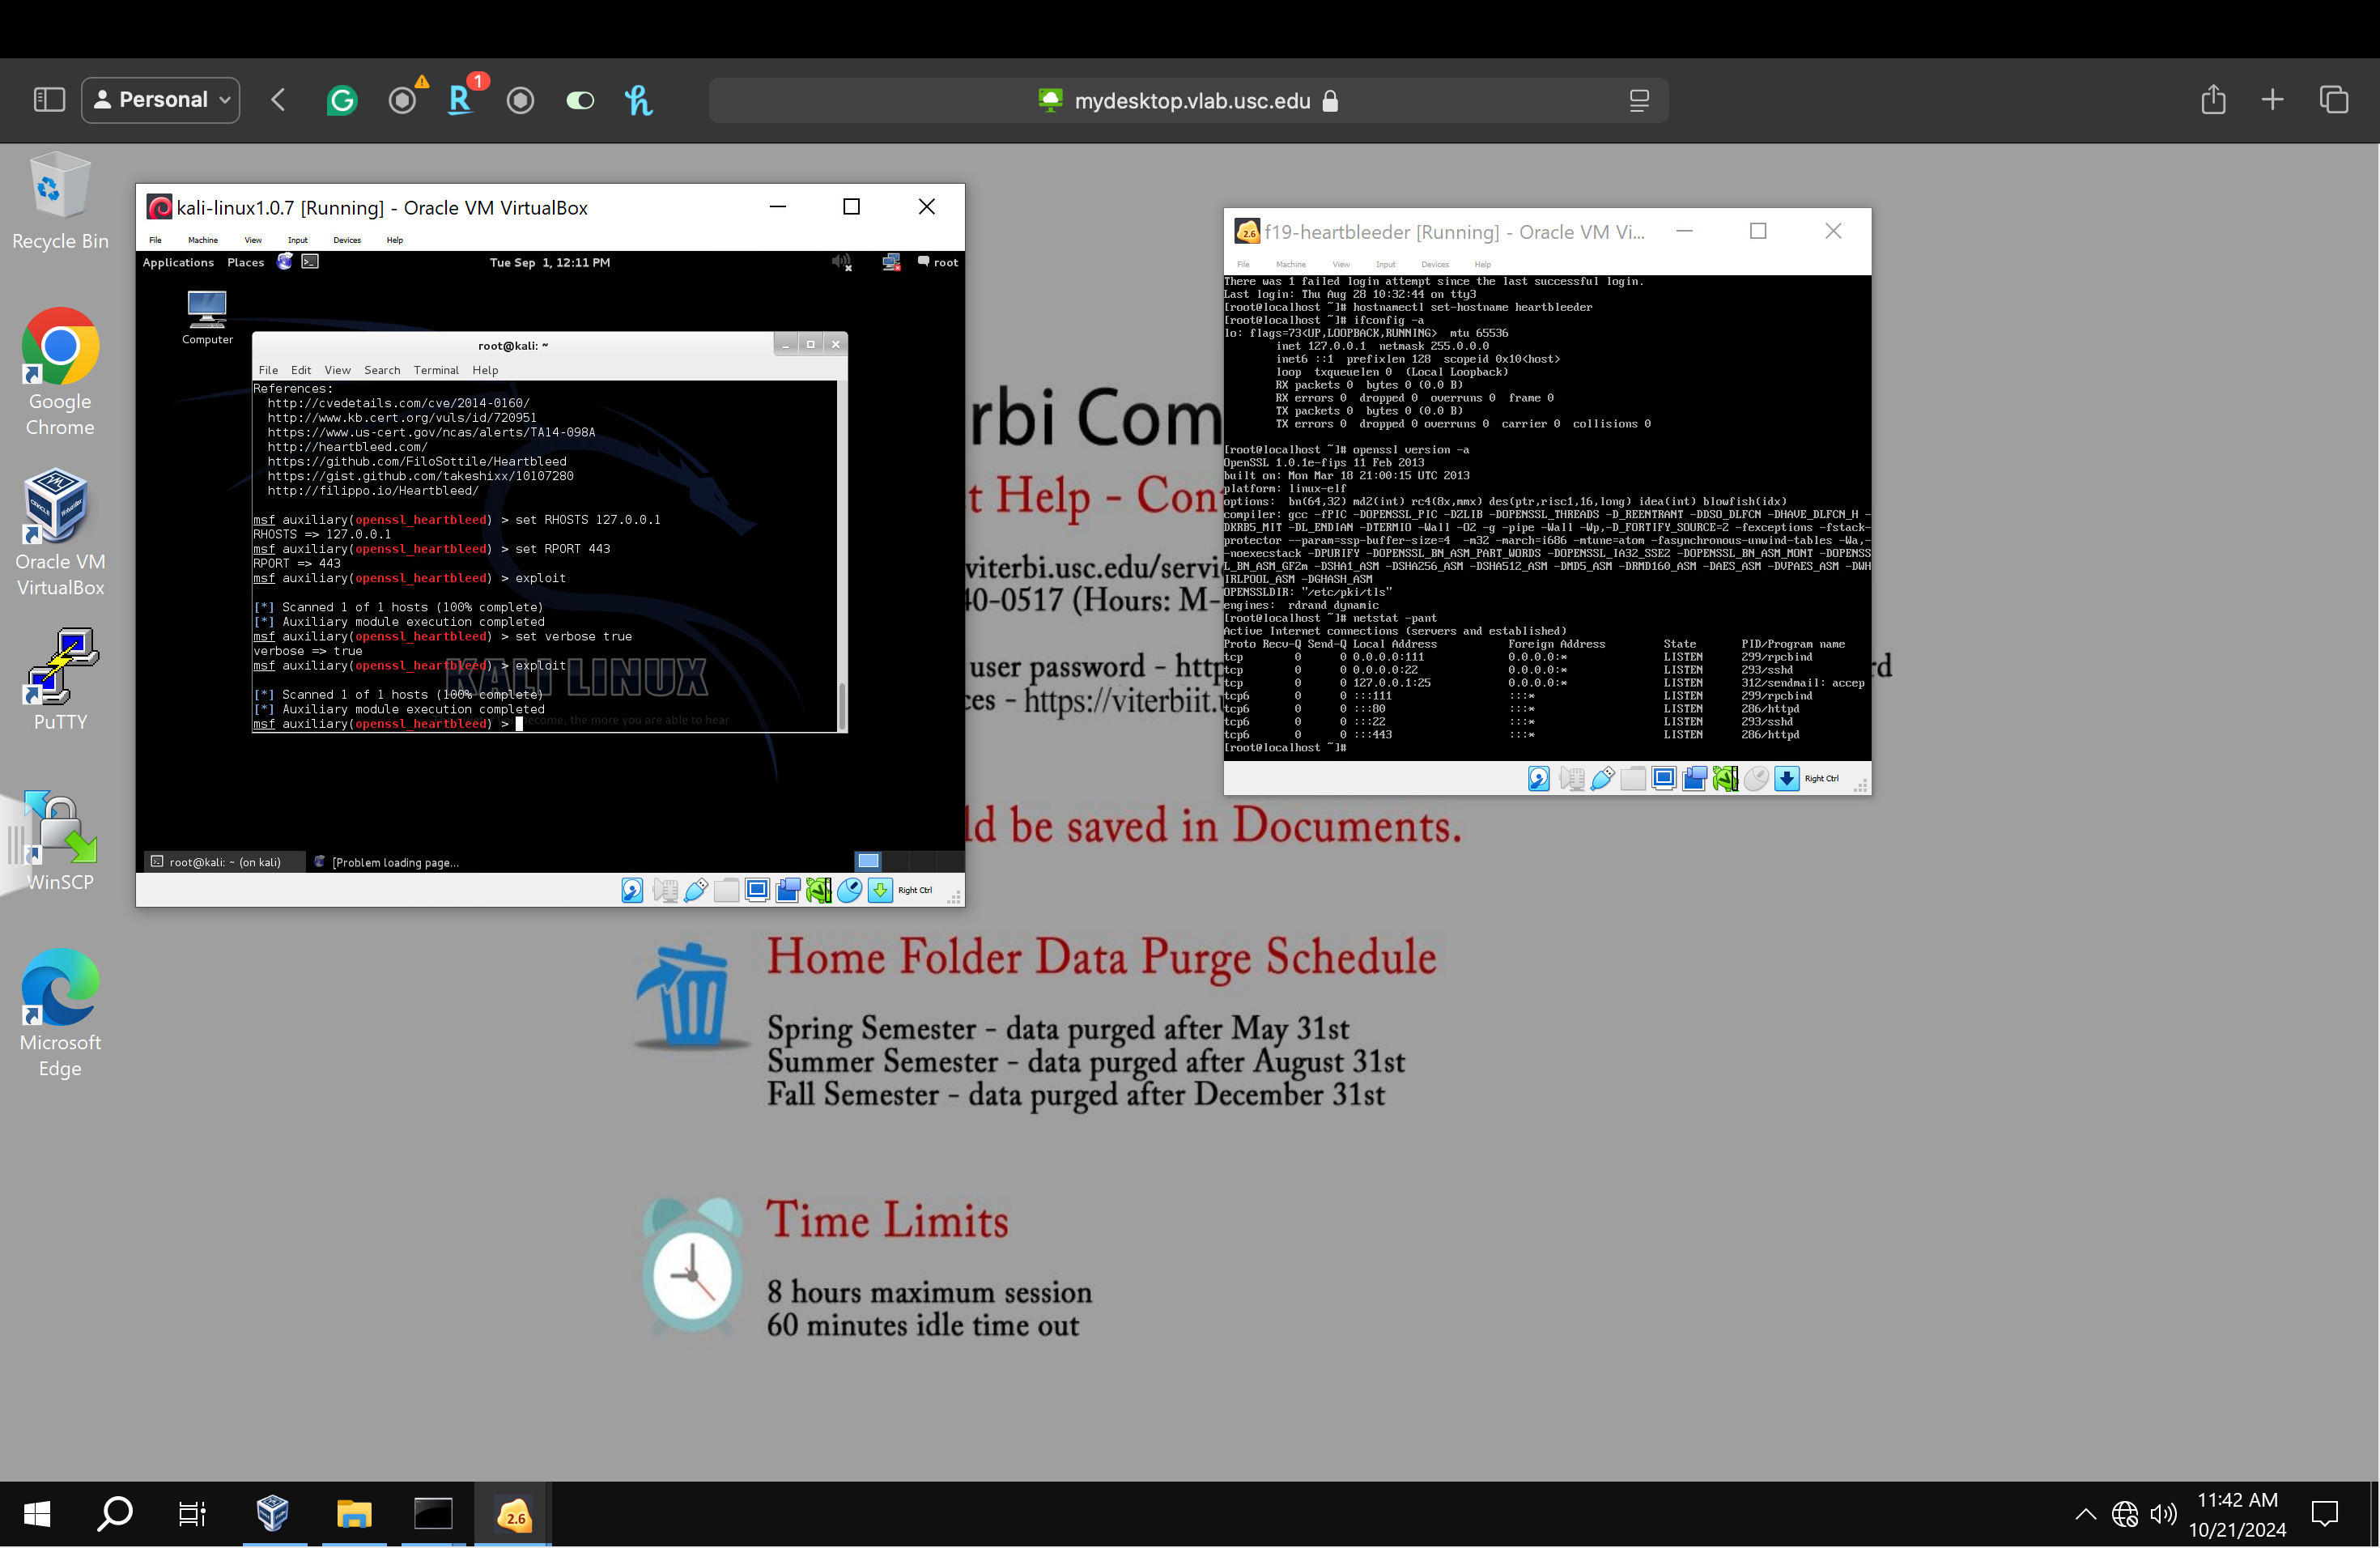 Personal
1
mydesktop.vlab.usc.edu
Recycle Bin
Google
Chrome
Oracle VM
VirtualBox
PuTTY
WinSCP
Microsoft
Edge
kali-linux1.0.7 [Running] - Oracle VM VirtualBox
File Machine View Input Devices Help
Applications Places Tue Sep 1, 12:11 PM root
Computer
root@kali: ~
File Edit View Search Terminal Help
References:
http://cvedetails.com/cve/2014-0160/
http://www.kb.cert.org/vuls/id/720951
https://www.us-cert.gov/ncas/alerts/TA14-098A
http://heartbleed.com/
https://github.com/FiloSottile/Heartbleed
https://gist.github.com/takeshixx/10107280
http://filippo.io/Heartbleed/
msf auxiliary(openssl_heartbleed) > set RHOSTS 127.0.0.1
RHOSTS => 127.0.0.1
msf auxiliary(openssl_heartbleed) > set RPORT 443
RPORT => 443
msf auxiliary(openssl_heartbleed) > exploit
[*] Scanned 1 of 1 hosts (100% complete)
[*] Auxiliary module execution completed
msf auxiliary(openssl_heartbleed) > set verbose true
verbose => true
msf auxiliary(openssl_heartbleed) > exploit
KALI LINUX
[*] Scanned 1 of 1 hosts (100% complete)
[*] Auxiliary module execution completed
msf auxiliary(openssl_heartbleed) >
ecome, the more you are able to hear.
root@kali: ~ (on kali) [Problem loading page...
Right Ctrl
2.6 f19-heartbleeder [Running] - Oracle VM Vi...
File Machine View Input Devices Help
There was 1 failed login attempt since the last successful login.
Last login: Thu Aug 28 10:32:44 on tty3
[root@localhost ~]# hostnamectl set-hostname heartbleeder
[root@localhost ~]# ifconfig -a
lo: flags=73<UP,LOOPBACK,RUNNING> mtu 65536
inet 127.0.0.1 netmask 255.0.0.0
inet6 ::1 prefixlen 128 scopeid 0x10<host>
loop txqueuelen 0 (Local Loopback)
RX packets 0 bytes 0 (0.0 B)
RX errors 0 dropped 0 overruns 0 frame 0
TX packets 0 bytes 0 (0.0 B)
TX errors 0 dropped 0 overruns 0 carrier 0 collisions 0
[root@localhost ~]# openssl version -a
OpenSSL 1.0.1e-fips 11 Feb 2013
built on: Mon Mar 18 21:00:15 UTC 2013
platform: linux-elf
options: bn(64,32) md2(int) rc4(8x,mmx) des(ptr,risc1,16,long) idea(int) blowfish(idx)
compiler: gcc -fPIC -DOPENSSL_PIC -DZLIB -DOPENSSL_THREADS -D_REENTRANT -DDSO_DLFCN -DHAVE_DLFCN_H -
DKRB5_MIT -DL_ENDIAN -DTERMIO -Wall -O2 -g -pipe -Wall -Wp,-D_FORTIFY_SOURCE=2 -fexceptions -fstack-
protector --param=ssp-buffer-size=4 -m32 -march=i686 -mtune=atom -fasynchronous-unwind-tables -Wa,-
-noexecstack -DPURIFY -DOPENSSL_BN_ASM_PART_WORDS -DOPENSSL_IA32_SSE2 -DOPENSSL_BN_ASM_MONT -DOPENSS
L_BN_ASM_GF2m -DSHA1_ASM -DSHA256_ASM -DSHA512_ASM -DMD5_ASM -DRMD160_ASM -DAES_ASM -DVPAES_ASM -DWH
IRLPOOL_ASM -DGHASH_ASM
OPENSSLDIR: "/etc/pki/tls"
engines: rdrand dynamic
[root@localhost ~]# netstat -pant
Active Internet connections (servers and established)
Proto Recv-Q Send-Q Local Address Foreign Address State PID/Program name
tcp 0 0 0.0.0.0:111 0.0.0.0:* LISTEN 299/rpcbind
tcp 0 0 0.0.0.0:22 0.0.0.0:* LISTEN 293/sshd
tcp 0 0 127.0.0.1:25 0.0.0.0:* LISTEN 312/sendmail: accep
tcp6 0 0 :::111 :::* LISTEN 299/rpcbind
tcp6 0 0 :::80 :::* LISTEN 286/httpd
tcp6 0 0 :::22 :::* LISTEN 293/sshd
tcp6 0 0 :::443 :::* LISTEN 286/httpd
[root@localhost ~]#
Right Ctrl
rbi Com
t Help - Con
viterbi.usc.edu/servi
40-0517 (Hours: M-
user password - http
ces - https://viterbiit.
rd
ld be saved in Documents.
Home Folder Data Purge Schedule
Spring Semester - data purged after May 31st
Summer Semester - data purged after August 31st
Fall Semester - data purged after December 31st
Time Limits
8 hours maximum session
60 minutes idle time out
2.6
11:42 AM
10/21/2024